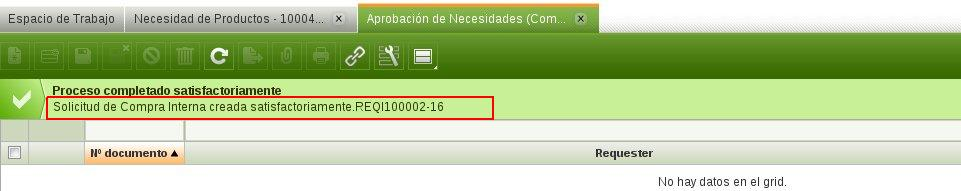 Espacio de Trabajo
Necesidad de Productos - 10004...
Aprobación de Necesidades (Com...
Proceso completado satisfactoriamente
Solicitud de Compra Interna creada satisfactoriamente.REQI100002-16
Nº documento
Requester
No hay datos en el grid.